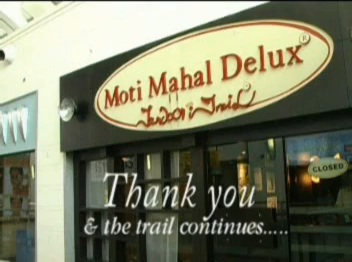 Moti Mahal Delux®
Tandoori Trail
CLOSED
Thank you
& the trail continues.....